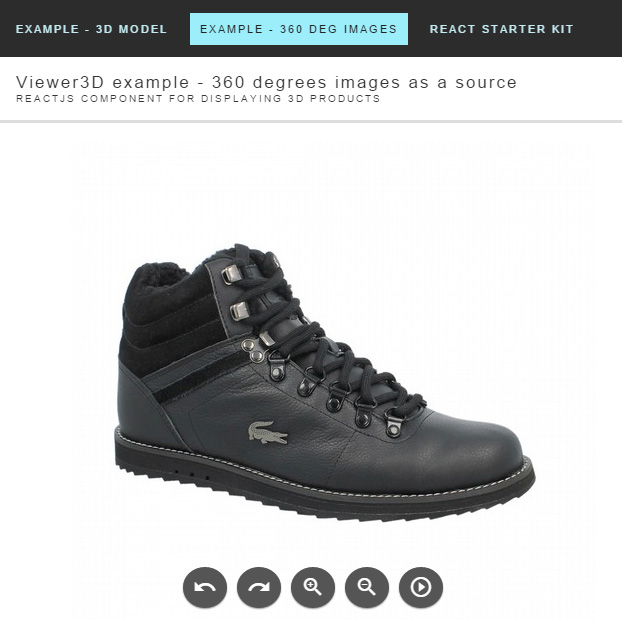 EXAMPLE - 3D MODEL
EXAMPLE - 360 DEG IMAGES
REACT STARTER KIT
Viewer3D example - 360 degrees images as a source
REACTJS COMPONENT FOR DISPLAYING 3D PRODUCTS